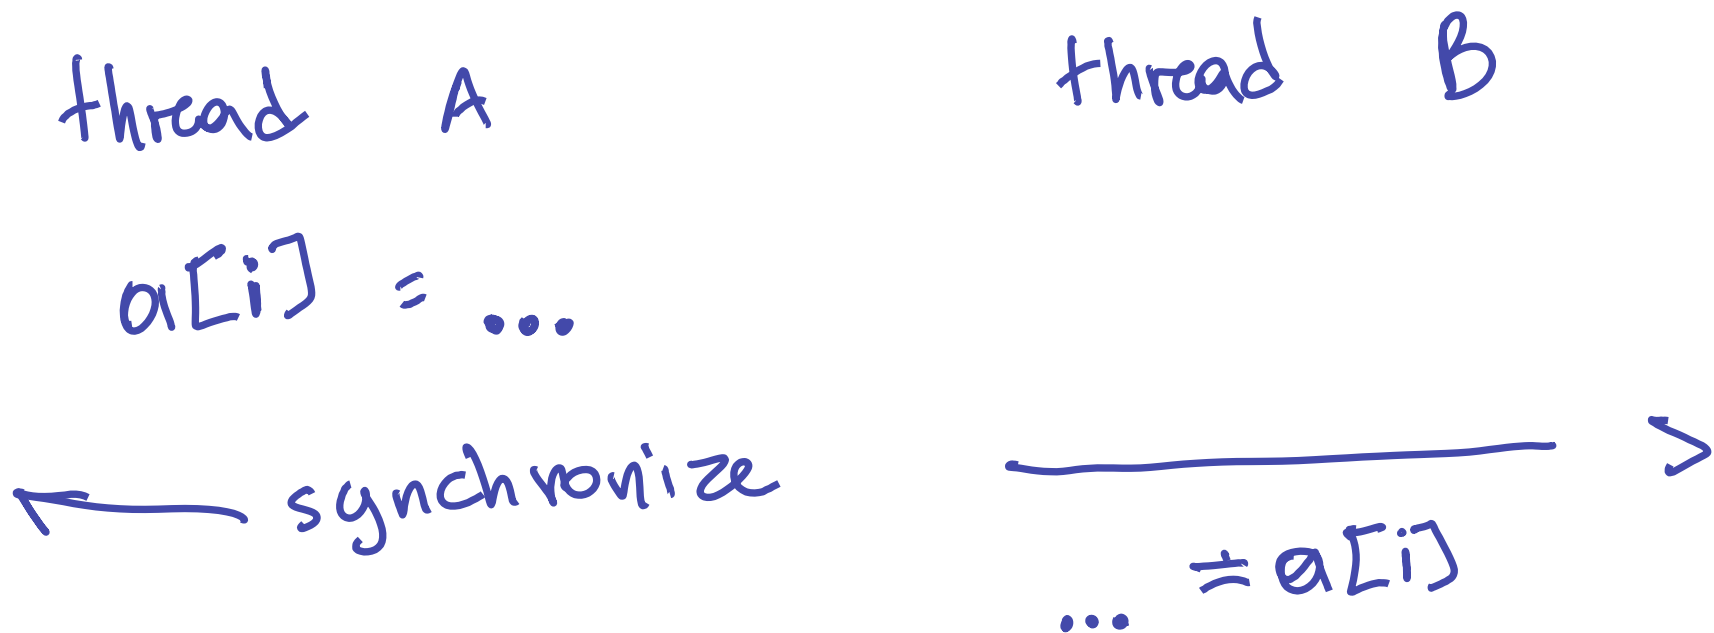 thread A thread B
a[i] = ...
synchronize
... = a[i]